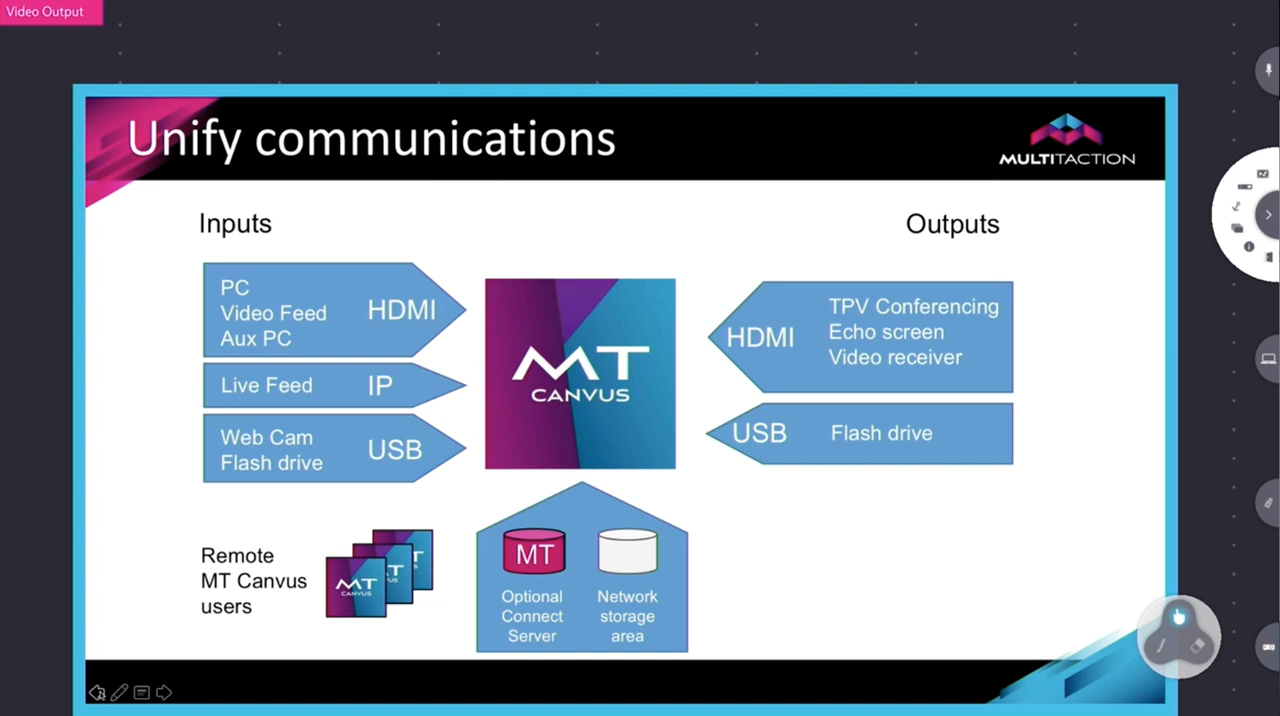 Video Output
Unify communications
MULTITACTION
Inputs
Outputs
PC
Video Feed
Aux PC
HDMI
Live Feed
IP
Web Cam
Flash drive
USB
MT
CANVUS
HDMI
TPV Conferencing
Echo screen
Video receiver
USB
Flash drive
Remote
MT Canvus
users
MT
CANVUS
MT
Optional
Connect
Server
Network
storage
area